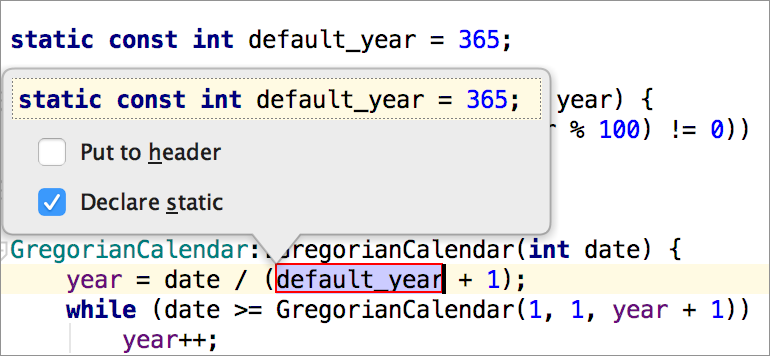 static const int default_year = 365;
static const int default_year = 365;
year) {
% 100) != 0))
Put to header
Declare static
GregorianCalendar: GregorianCalendar(int date) {
year = date / (default_year + 1);
while (date >= GregorianCalendar(1, 1, year + 1))
year++;